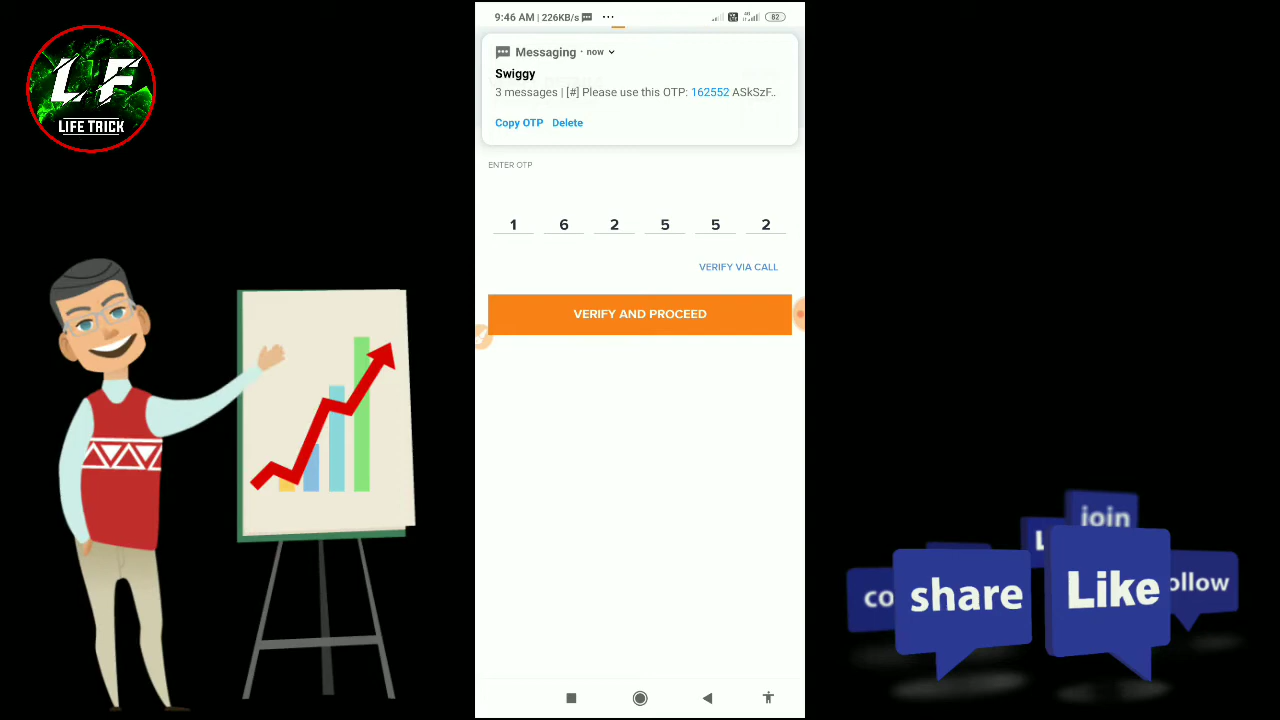 LF
LIFE TRICK
9:46 AM | 226KB/s
82
Messaging · now
Swiggy
3 messages | [#] Please use this OTP: 162552 ASkSzF..
Copy OTP Delete
ENTER OTP
1 6 2 5 5 2
VERIFY VIA CALL
VERIFY AND PROCEED
join
L
co share Like ollow